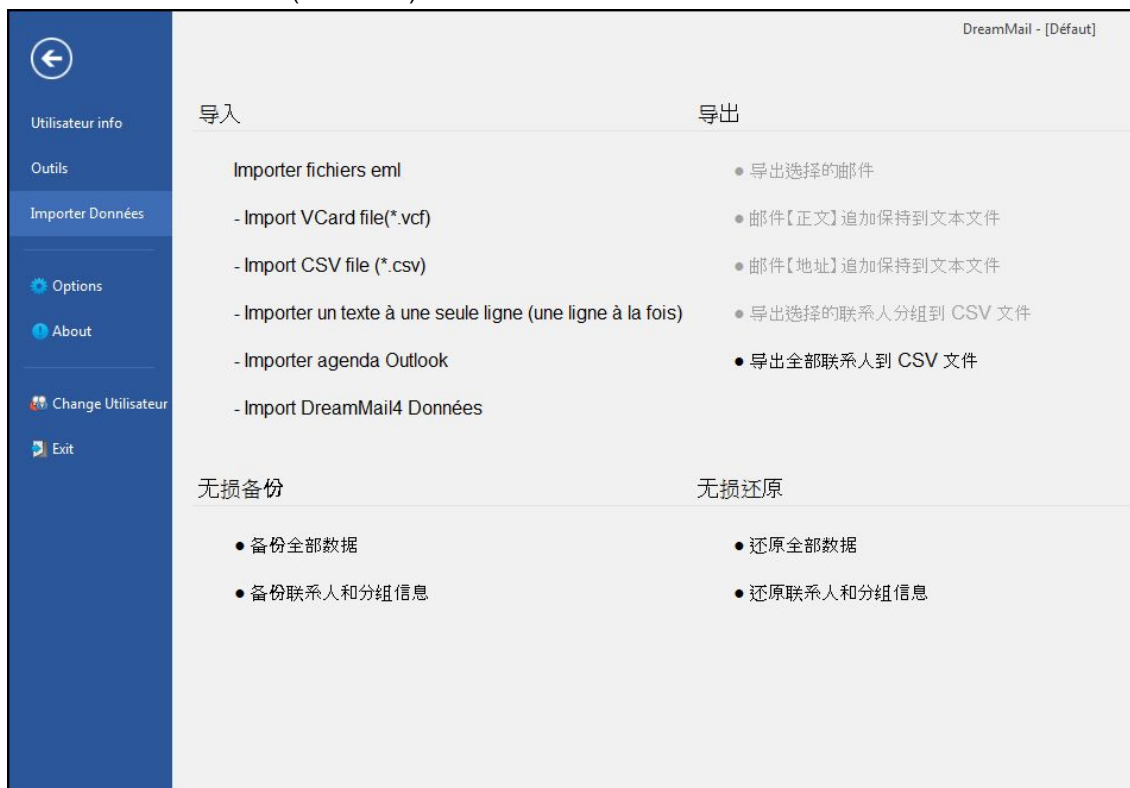 DreamMail - [Défaut]
Utilisateur info
Outils
Importer Données
Options
About
Change Utilisateur
Exit
导入
Importer fichiers eml
- Import VCard file(*.vcf)
- Import CSV file (*.csv)
- Importer un texte à une seule ligne (une ligne à la fois)
- Importer agenda Outlook
- Import DreamMail4 Données
导出
● 导出选择的邮件
● 邮件【正文】追加保持到文本文件
● 邮件【地址】追加保持到文本文件
● 导出选择的联系人分组到 CSV 文件
● 导出全部联系人到 CSV 文件
无损备份
● 备份全部数据
● 备份联系人和分组信息
无损还原
● 还原全部数据
● 还原联系人和分组信息